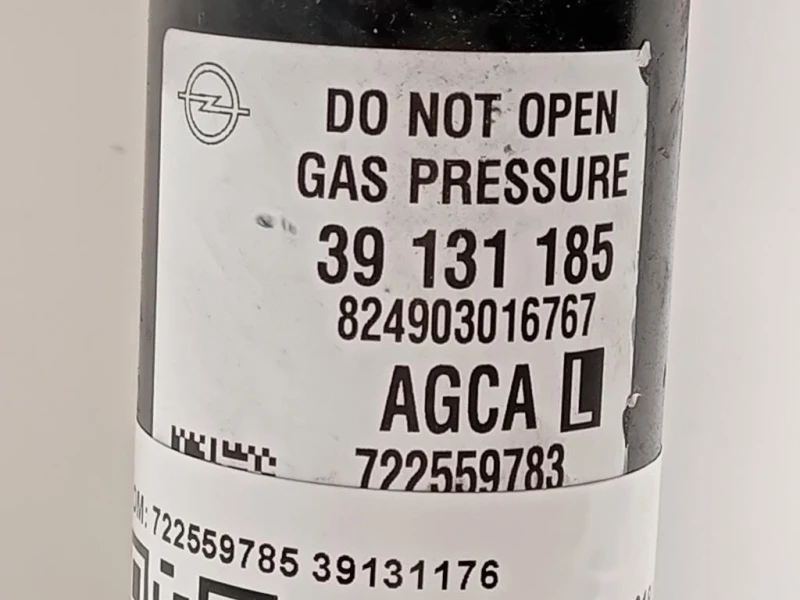 DO NOT OPEN
GAS PRESSURE
39 131 185
824903016767
AGCA L
722559783
722559785 39131176